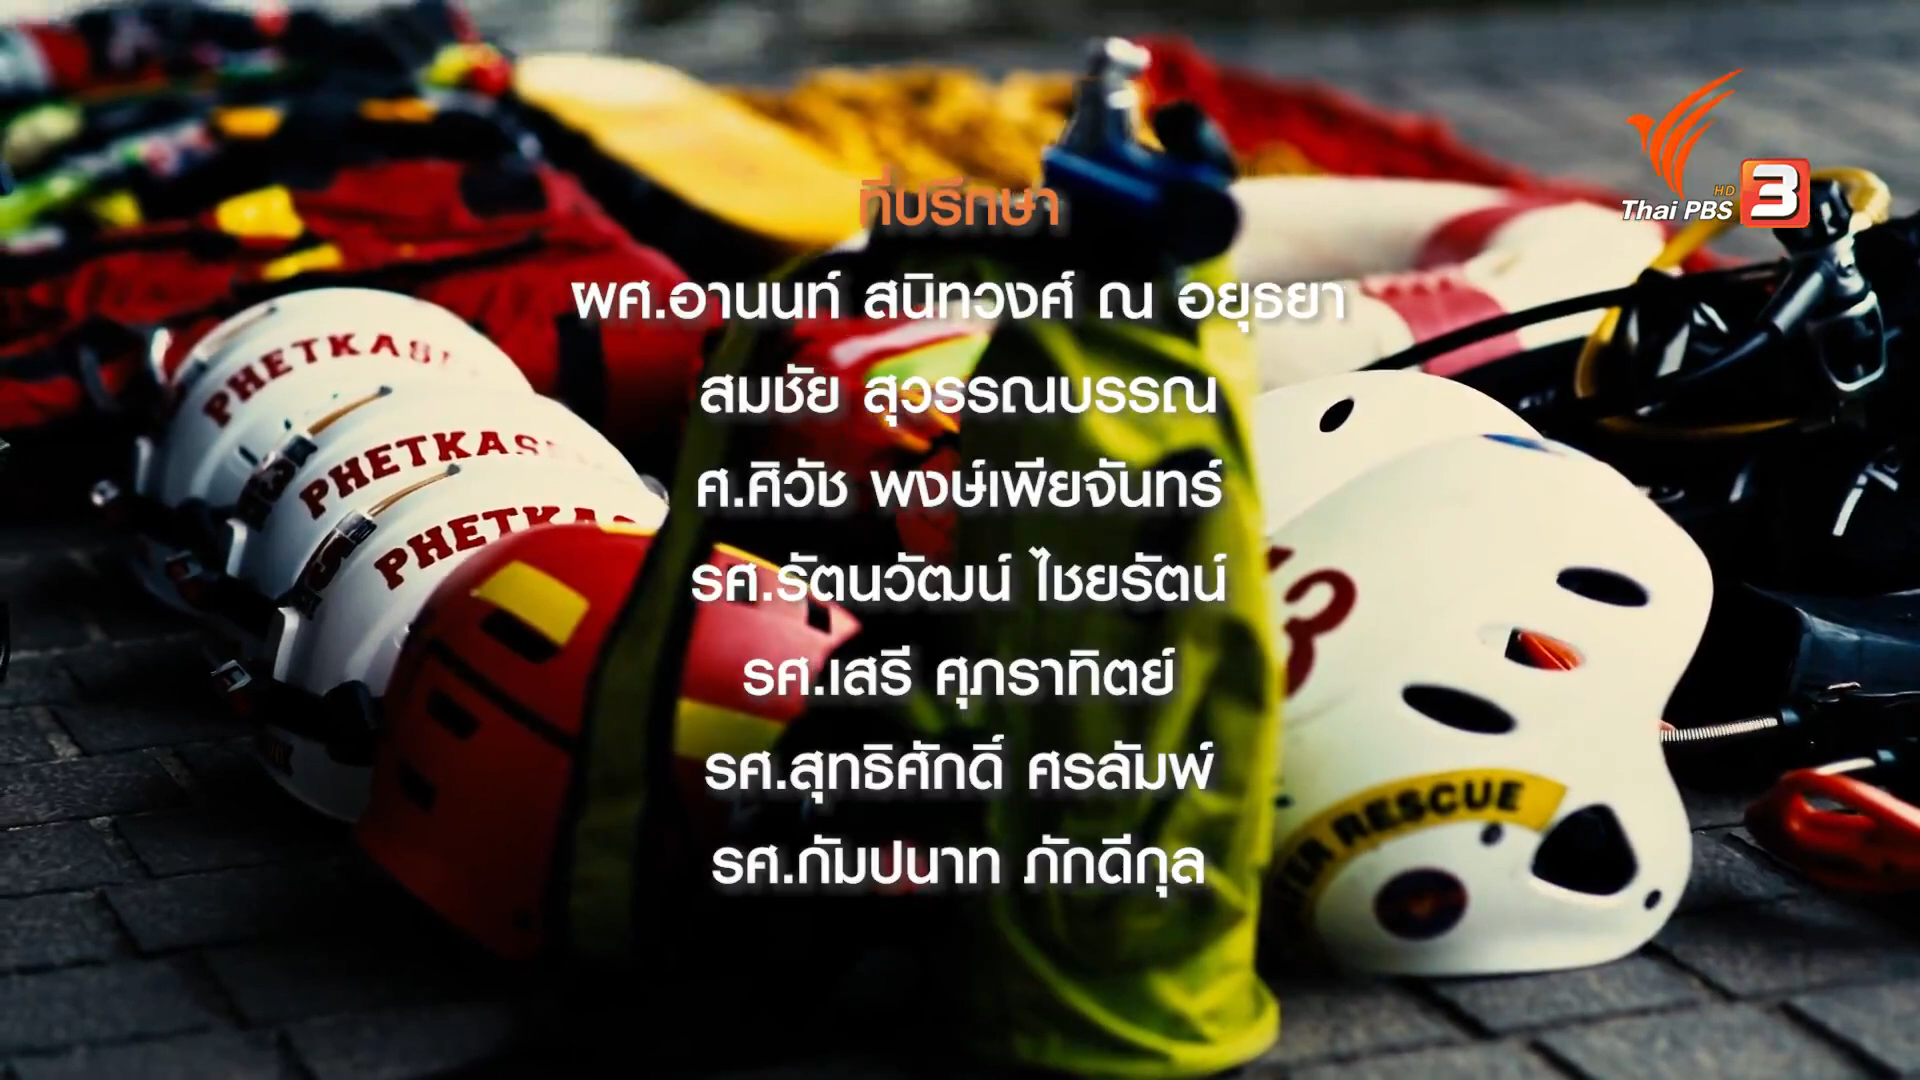 ที่ปรึกษา
ผศ.อานนท์ สนิทวงศ์ ณ อยุธยา
สมชัย สุวรรณบรรณ
ศ.ศิวัช พงษ์เพียจันทร์
รศ.รัตนวัฒน์ ไชยรัตน์
รศ.เสรี ศุภราทิตย์
รศ.สุทธิศักดิ์ ศรลัมพ์
รศ.กัมปนาท ภักดีกุล
HD
Thai PBS 3
PHETKAS
PHETKAS
PHETKA
3
RESCUE